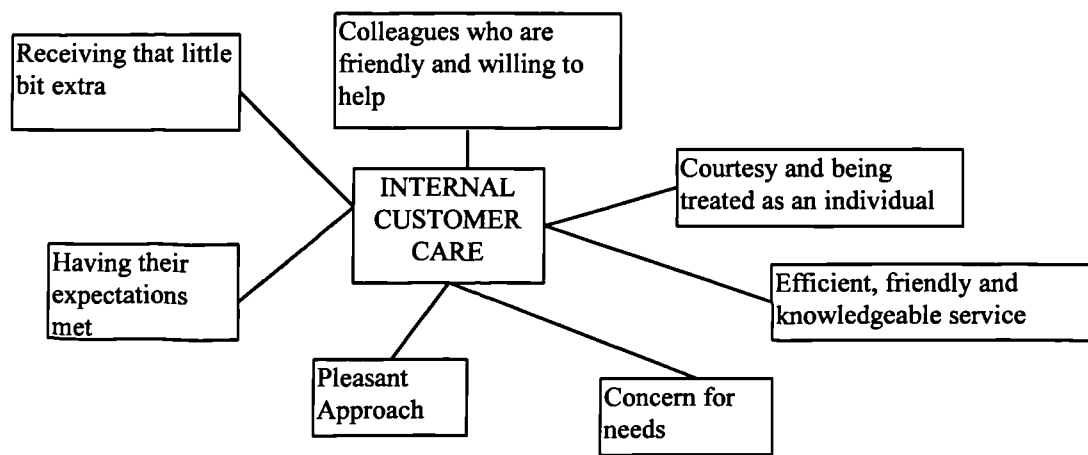 Receiving that little
bit extra
Colleagues who are
friendly and willing to
help
INTERNAL
CUSTOMER
CARE
Courtesy and being
treated as an individual
Having their
expectations
met
Efficient, friendly and
knowledgeable service
Pleasant
Approach
Concern for
needs